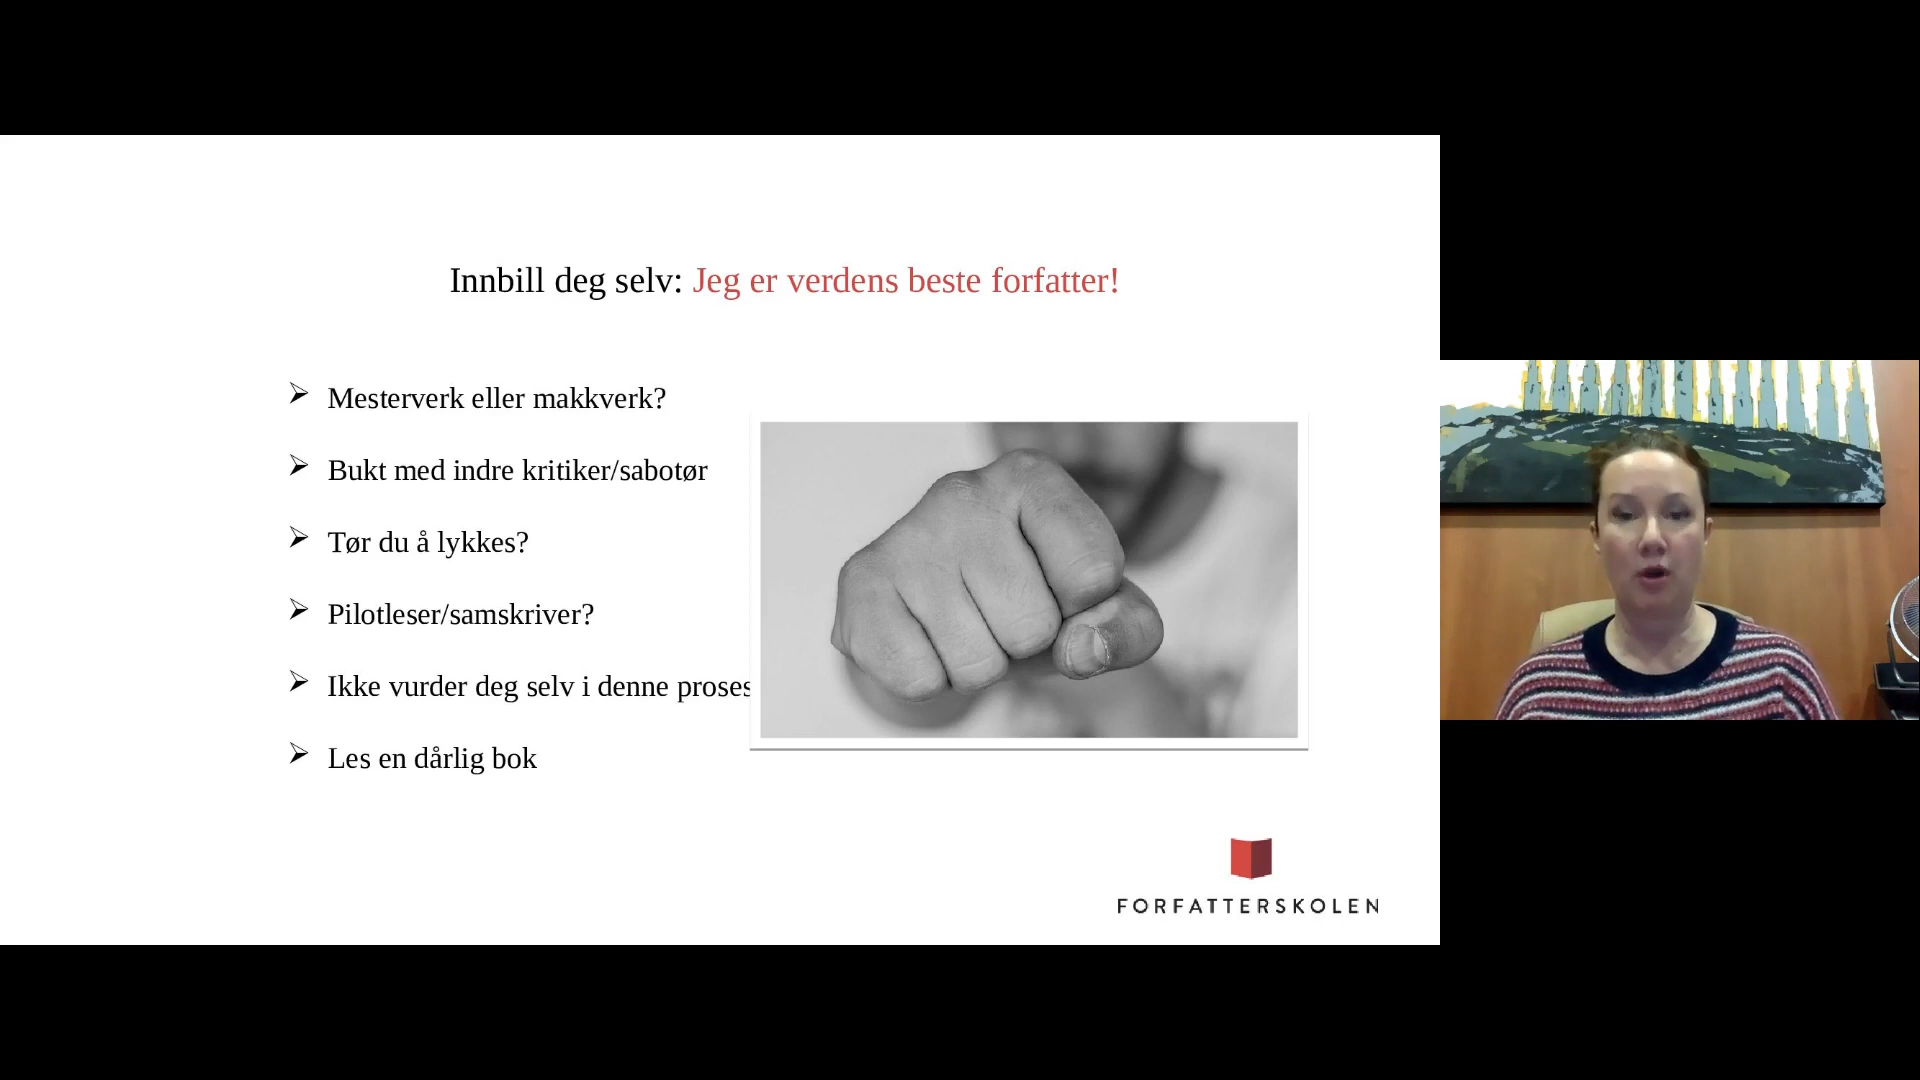 Innbill deg selv: Jeg er verdens beste forfatter!
Mesterverk eller makkverk?
Bukt med indre kritiker/sabotør
Tør du å lykkes?
Pilotleser/samskriver?
Ikke vurder deg selv i denne proses
Les en dårlig bok
FORFATTERSKOLEN